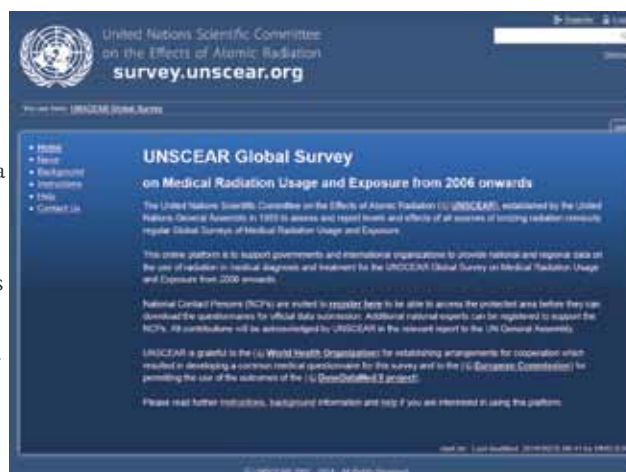 United Nations Scientific Committee
on the Effects of Atomic Radiation
survey.unscear.org
You are here: UNSCEAR Global Survey
Home
News
Background
Instructions
Help
Contact Us
UNSCEAR Global Survey
on Medical Radiation Usage and Exposure from 2006 onwards
The United Nations Scientific Committee on the Effects of Atomic Radiation (UNSCEAR), established by the United
Nations General Assembly in 1955 to assess and report levels and effects of all sources of ionizing radiation conducts
regular Global Surveys of Medical Radiation Usage and Exposure.
This online platform is to support governments and international organizations to provide national and regional data on
the use of radiation in medical diagnosis and treatment for the UNSCEAR Global Survey on Medical Radiation Usage
and Exposure from 2006 onwards.
National Contact Persons (NCPs) are invited to register here to be able to access the protected area before they can
download the questionnaires for official data submission. Additional national experts can be registered to support the
NCPs. All contributions will be acknowledged by UNSCEAR in the relevant report to the UN General Assembly.
UNSCEAR is grateful to the (World Health Organization) for establishing arrangements for cooperation which
resulted in developing a common medical questionnaire for this survey and to the (European Commission) for
permitting the use of the outcomes of the (DoseDataMed II project).
Please read further instructions, background information and help if you are interested in using this platform.